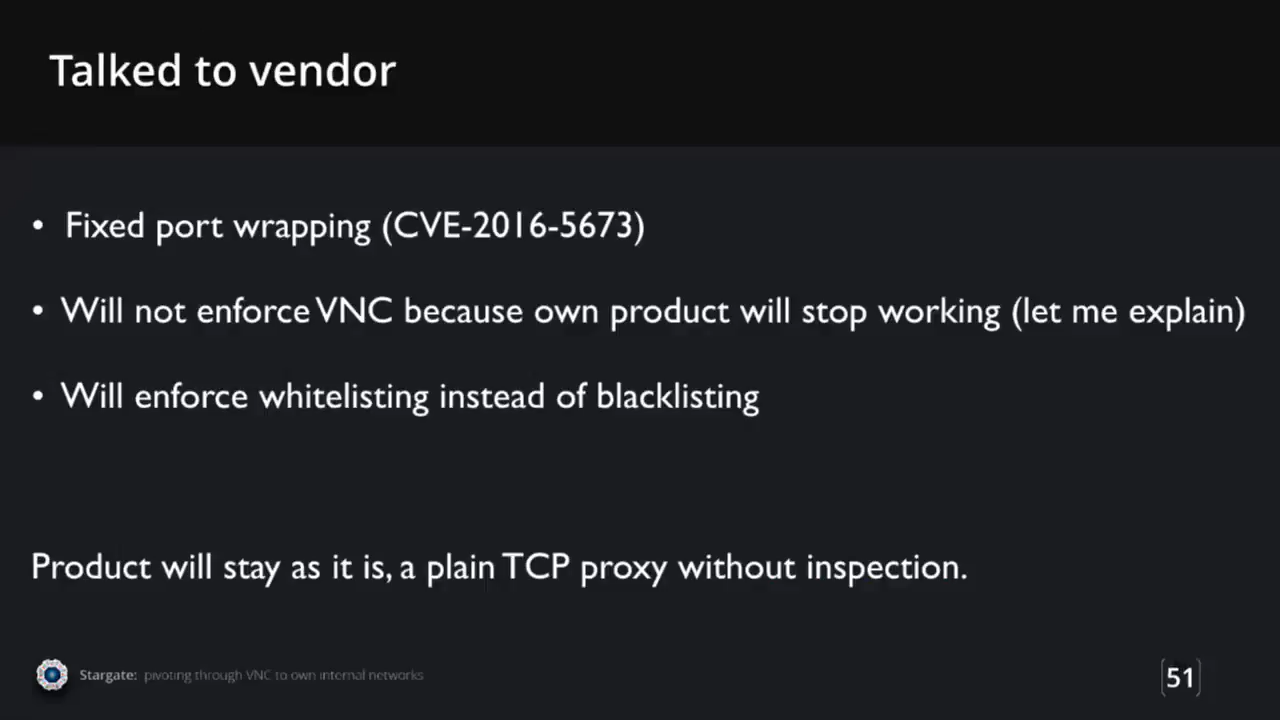 Talked to vendor
• Fixed port wrapping (CVE-2016-5673)
• Will not enforce VNC because own product will stop working (let me explain)
• Will enforce whitelisting instead of blacklisting
Product will stay as it is, a plain TCP proxy without inspection.
Stargate: pivoting through VNC to own internal networks
51